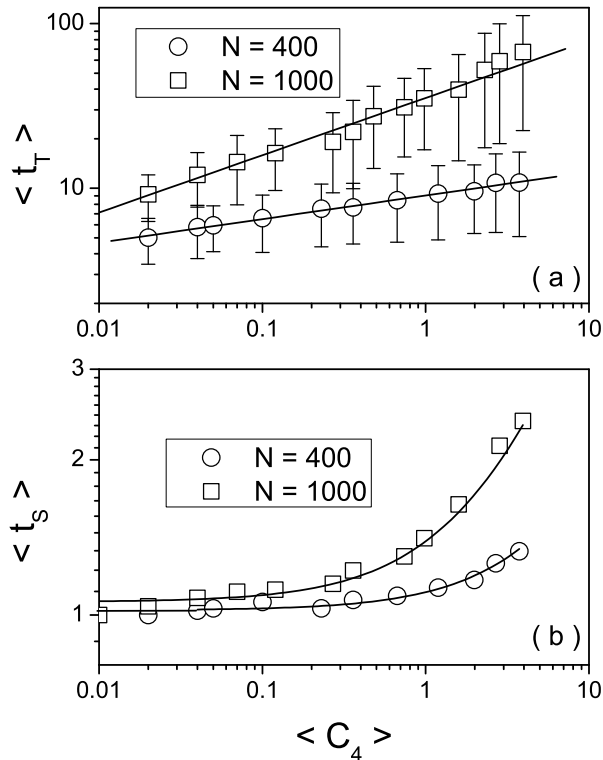 100
N = 400
N = 1000
< t_T >
10
( a )
0.01 0.1 1 10
3
N = 400
N = 1000
2
< t_S >
1
( b )
0.01 0.1 1 10
< C_4 >